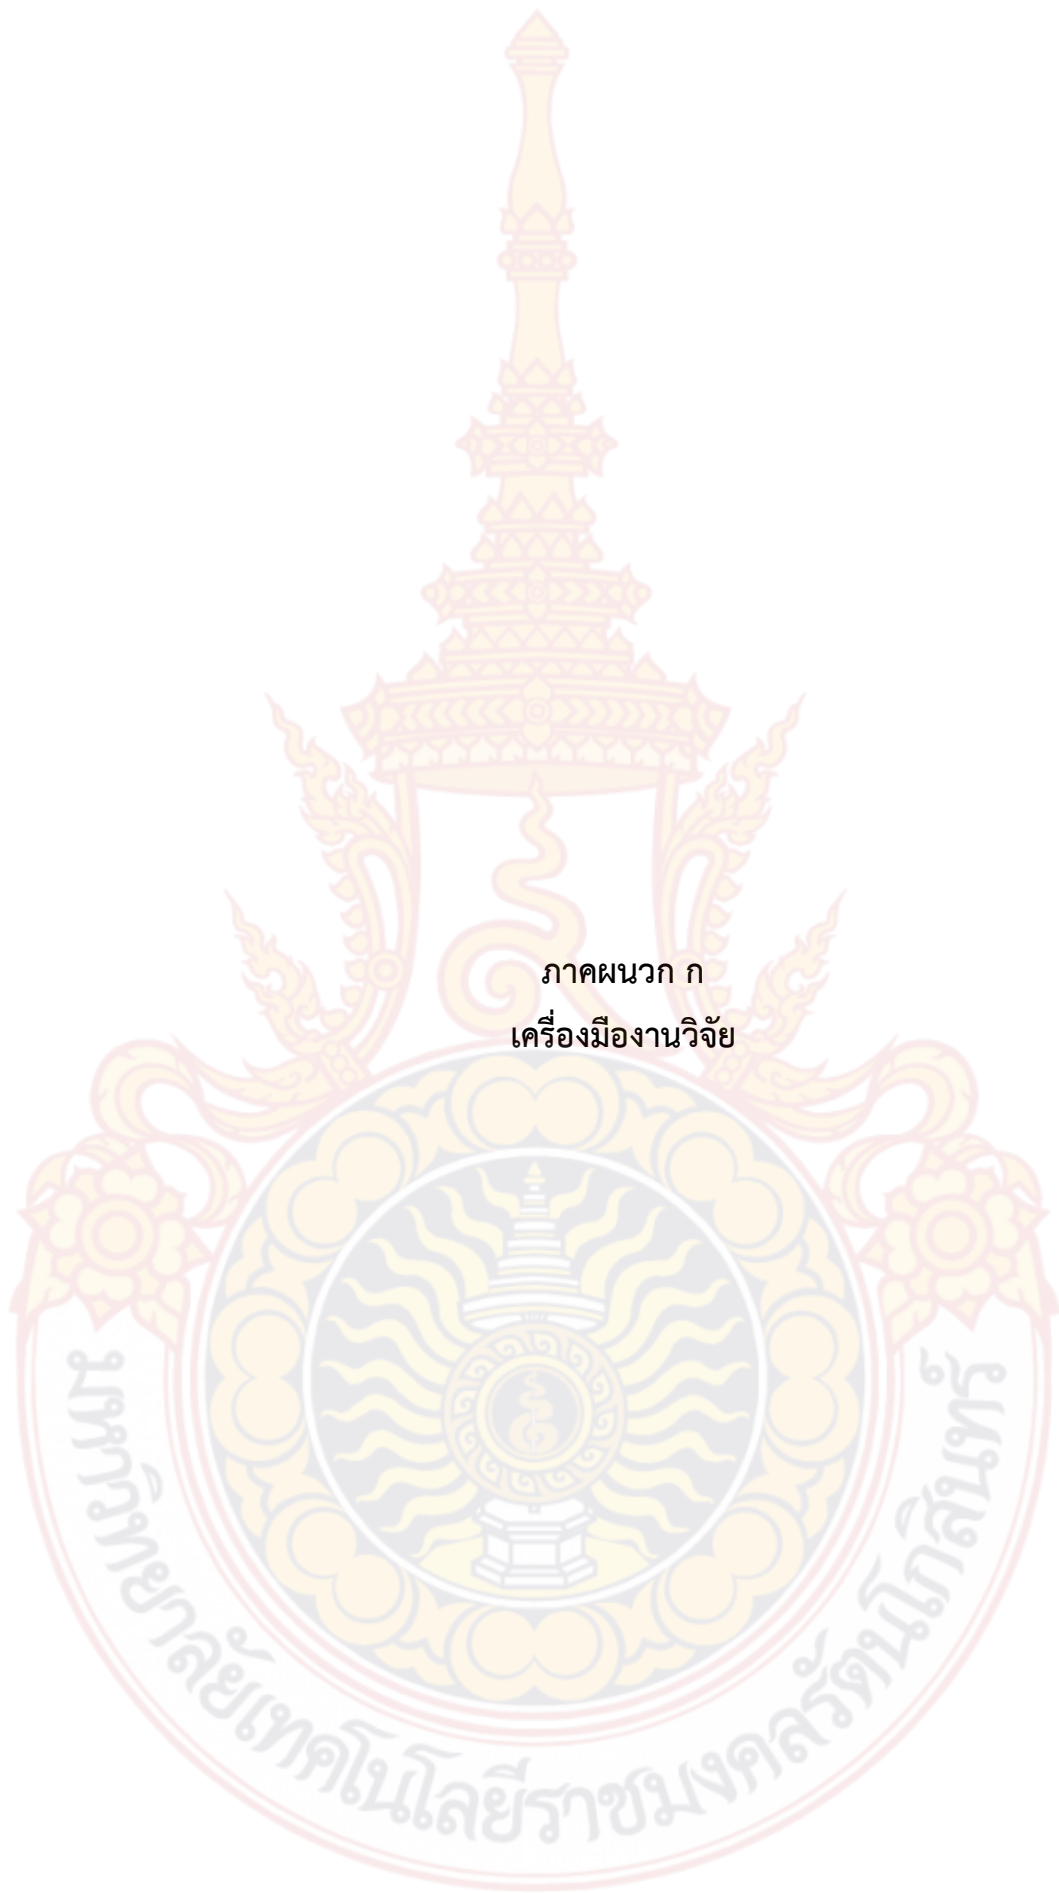 ภาคผนวก ก
เครื่องมืองานวิจัย
มหาวิทยาลัยเทคโนโลยีราชมงคลรัตนโกสินทร์